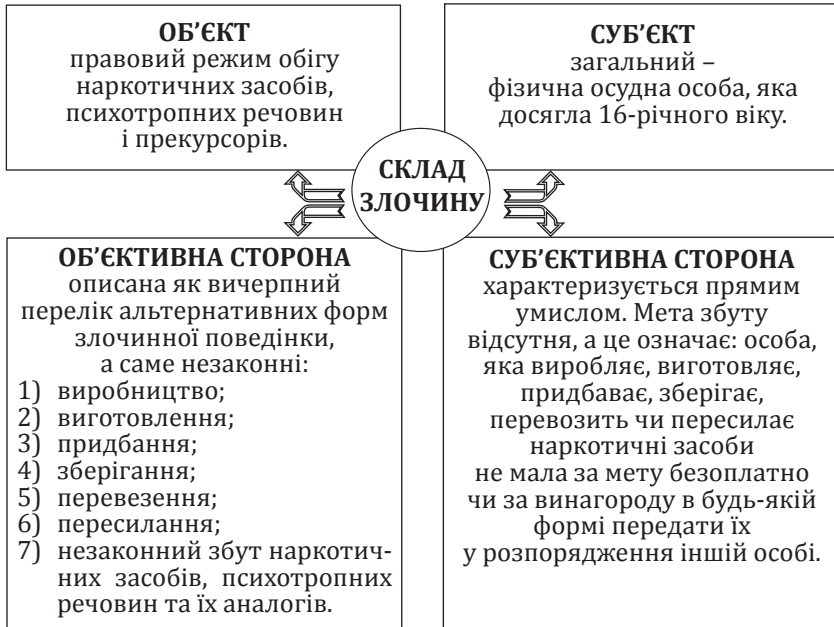 ОБ’ЄКТ
правовий режим обігу
наркотичних засобів,
психотропних речовин
і прекурсорів.
СУБ’ЄКТ
загальний –
фізична осудна особа, яка
досягла 16-річного віку.
СКЛАД
ЗЛОЧИНУ
ОБ’ЄКТИВНА СТОРОНА
описана як вичерпний
перелік альтернативних форм
злочинної поведінки,
а саме незаконні:
1) виробництво;
2) виготовлення;
3) придбання;
4) зберігання;
5) перевезення;
6) пересилання;
7) незаконний збут наркотич-
них засобів, психотропних
речовин та їх аналогів.
СУБ’ЄКТИВНА СТОРОНА
характеризується прямим
умислом. Мета збуту
відсутня, а це означає: особа,
яка виробляє, виготовляє,
придбаває, зберігає,
перевозить чи пересилає
наркотичні засоби
не мала за мету безоплатно
чи за винагороду в будь-якій
формі передати їх
у розпорядження іншій особі.